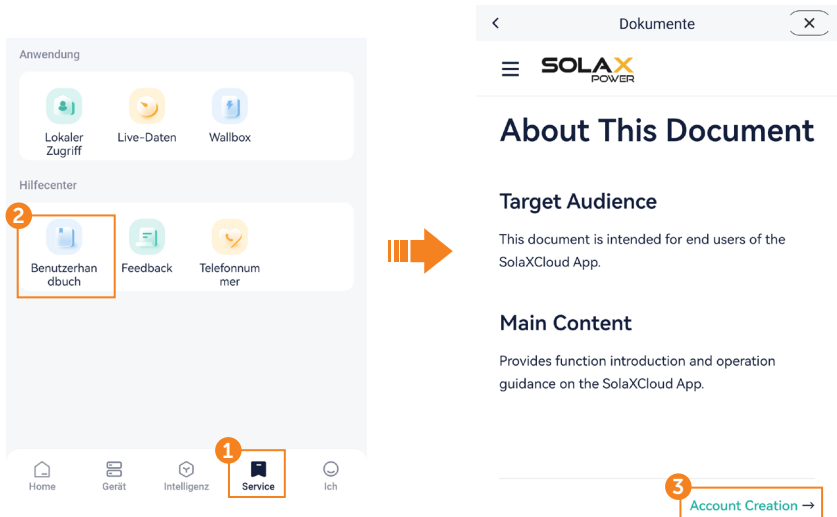 Anwendung
Lokaler
Zugriff
Live-Daten
Wallbox
Hilfecenter
2
Benutzerhan
dbuch
Feedback
Telefonnum
mer
1
Home
Gerät
Intelligenz
Service
Ich
Dokumente
SOLAX
POWER
About This Document
Target Audience
This document is intended for end users of the
SolaXCloud App.
Main Content
Provides function introduction and operation
guidance on the SolaXCloud App.
3
Account Creation →